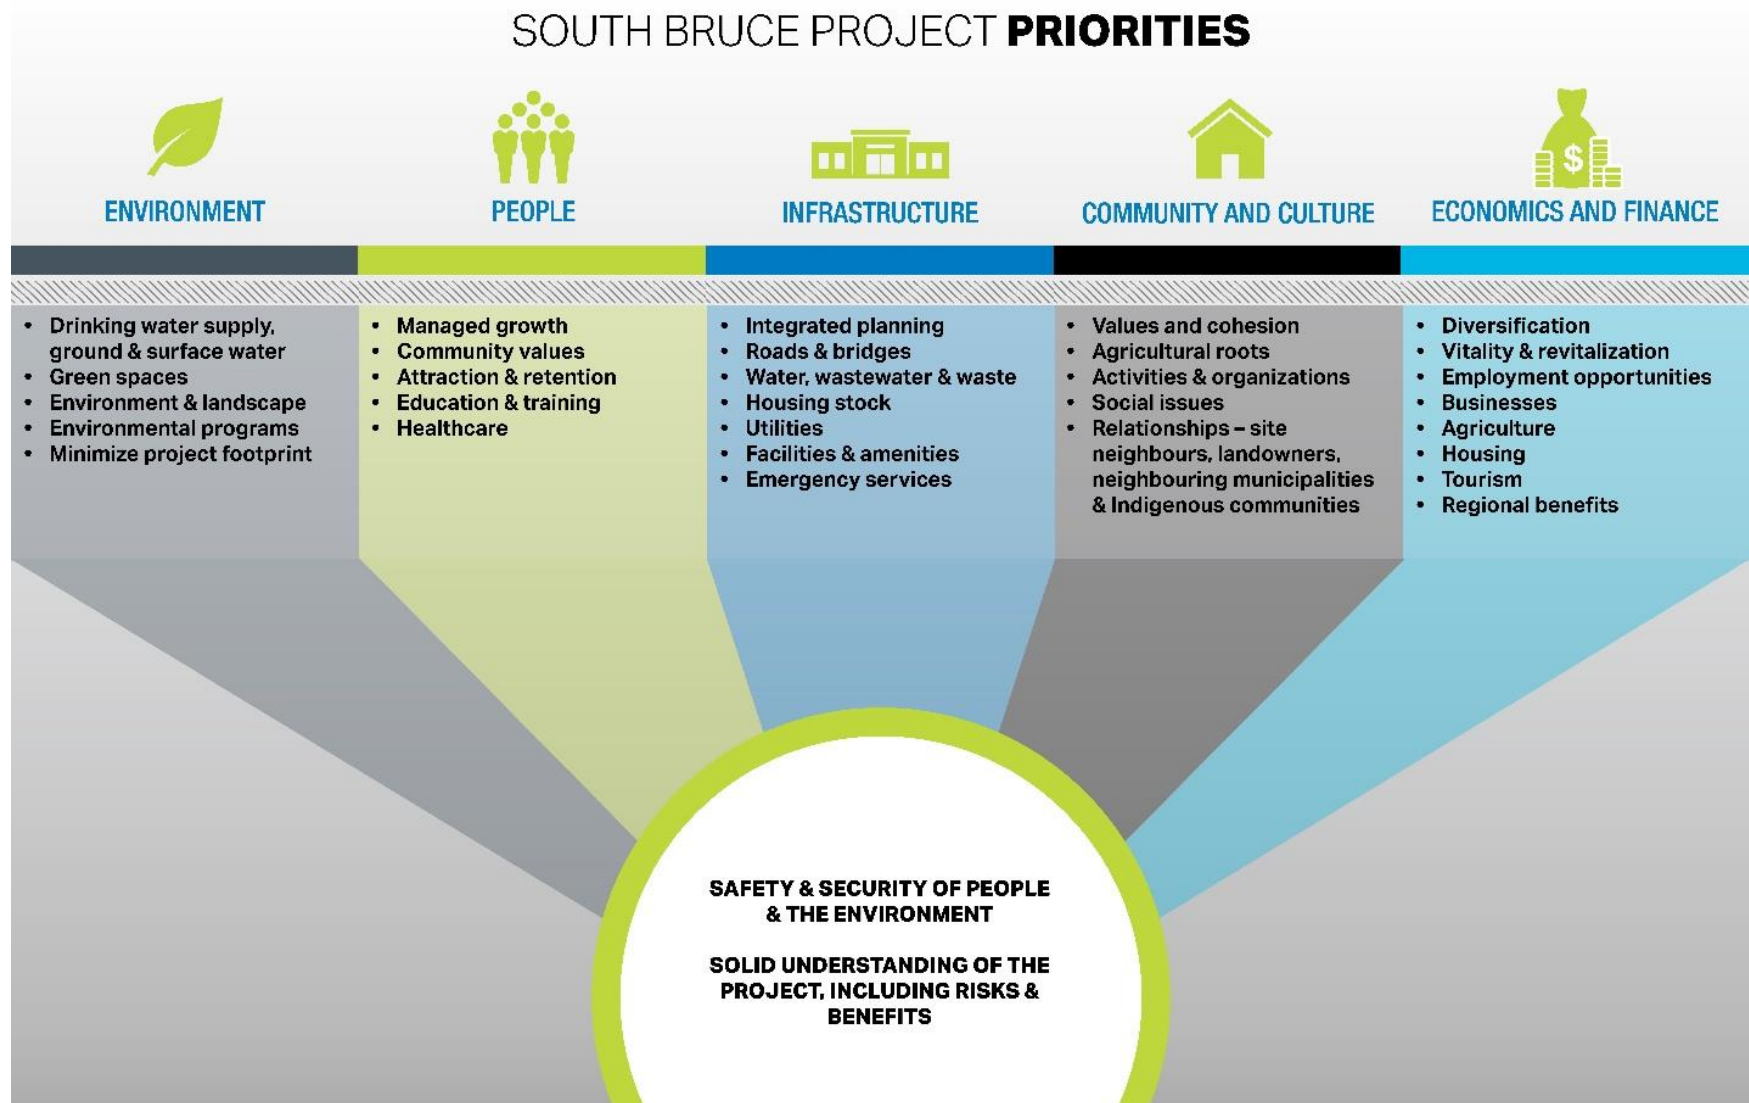 SOUTH BRUCE PROJECT PRIORITIES
ENVIRONMENT
PEOPLE
INFRASTRUCTURE
COMMUNITY AND CULTURE
$
ECONOMICS AND FINANCE
• Drinking water supply,
ground & surface water
• Green spaces
• Environment & landscape
• Environmental programs
• Minimize project footprint
• Managed growth
• Community values
• Attraction & retention
• Education & training
• Healthcare
• Integrated planning
• Roads & bridges
• Water, wastewater & waste
• Housing stock
• Utilities
• Facilities & amenities
• Emergency services
• Values and cohesion
• Agricultural roots
• Activities & organizations
• Social issues
• Relationships – site
neighbours, landowners,
neighbouring municipalities
& Indigenous communities
• Diversification
• Vitality & revitalization
• Employment opportunities
• Businesses
• Agriculture
• Housing
• Tourism
• Regional benefits
SAFETY & SECURITY OF PEOPLE
& THE ENVIRONMENT
SOLID UNDERSTANDING OF THE
PROJECT, INCLUDING RISKS &
BENEFITS